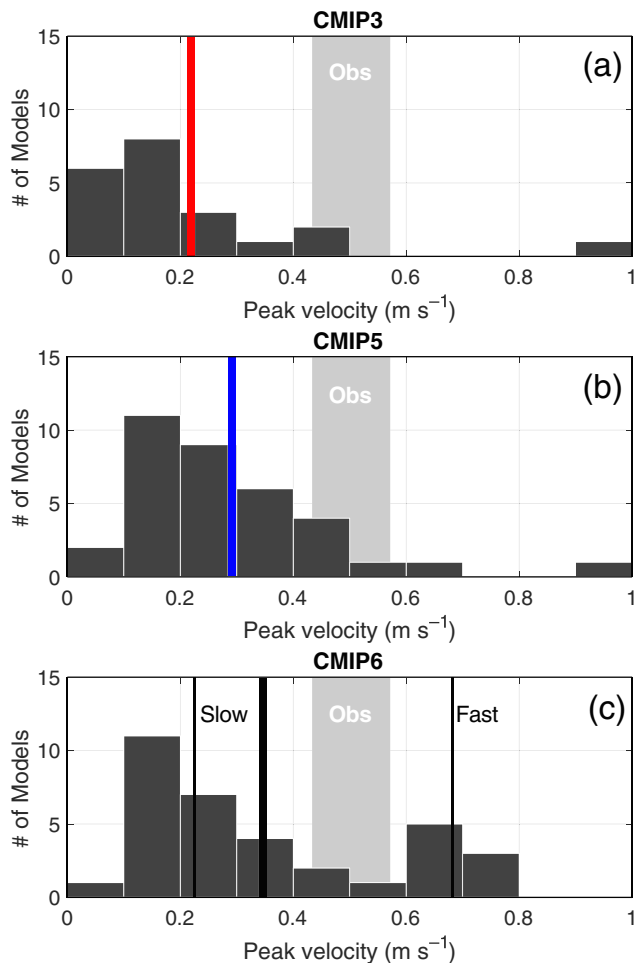 CMIP3
15
10
5
0
# of Models
Obs
(a)
0 0.2 0.4 0.6 0.8 1
Peak velocity (m s⁻¹)
CMIP5
15
10
5
0
# of Models
Obs
(b)
0 0.2 0.4 0.6 0.8 1
Peak velocity (m s⁻¹)
CMIP6
15
10
5
0
# of Models
Slow
Obs
Fast
(c)
0 0.2 0.4 0.6 0.8 1
Peak velocity (m s⁻¹)